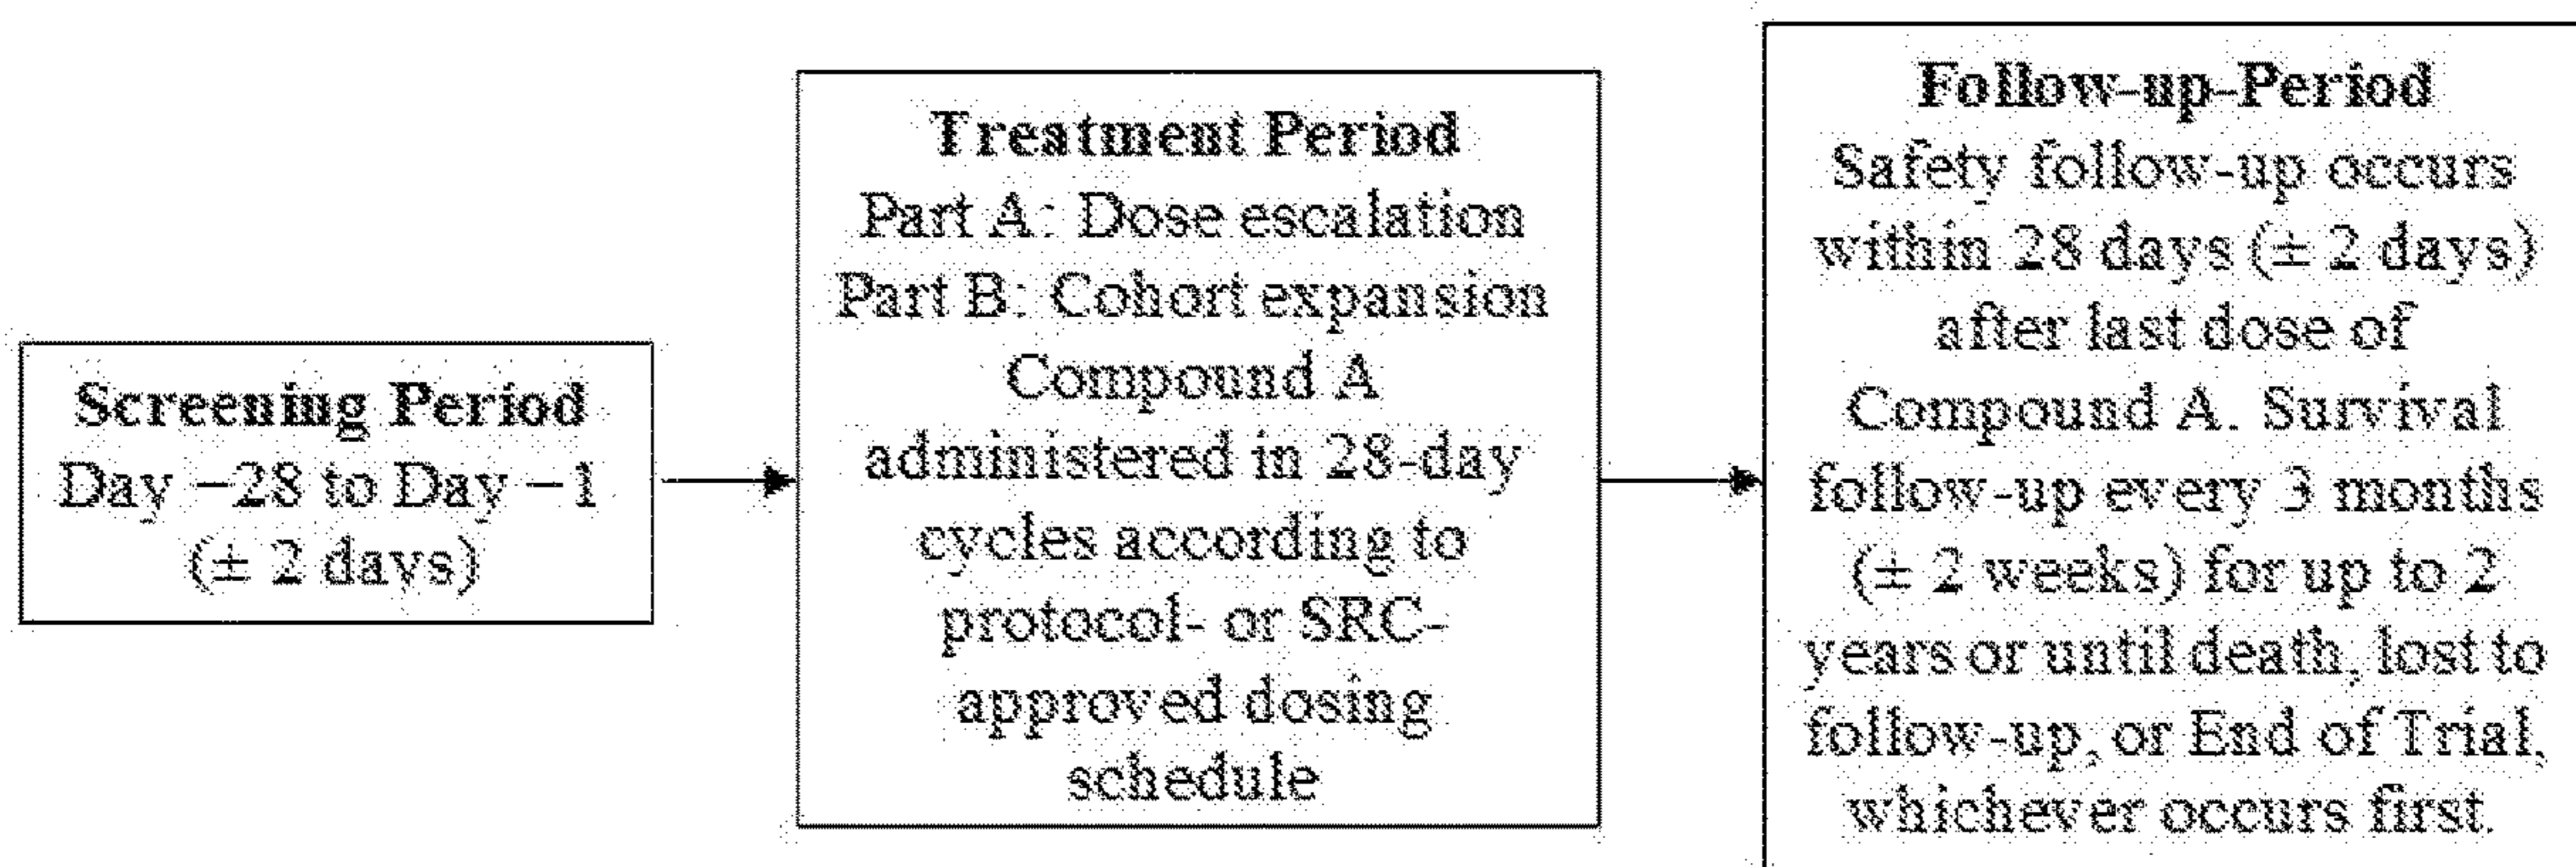 Screening Period
Day −28 to Day −1
(± 2 days)
Treatment Period
Part A: Dose escalation
Part B: Cohort expansion
Compound A
administered in 28-day
cycles according to
protocol- or SRC-
approved dosing
schedule
Follow-up-Period
Safety follow-up occurs
within 28 days (± 2 days)
after last dose of
Compound A. Survival
follow-up every 3 months
(± 2 weeks) for up to 2
years or until death, lost to
follow-up, or End of Trial,
whichever occurs first.